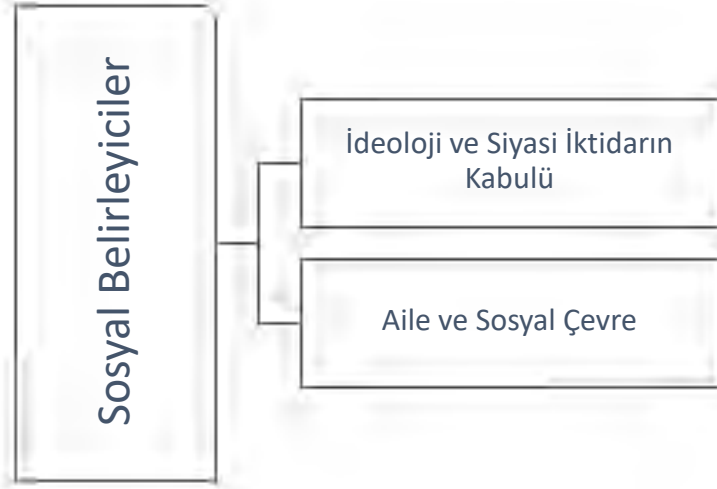 Sosyal Belirleyiciler
İdeoloji ve Siyasi İktidarın
Kabulü
Aile ve Sosyal Çevre